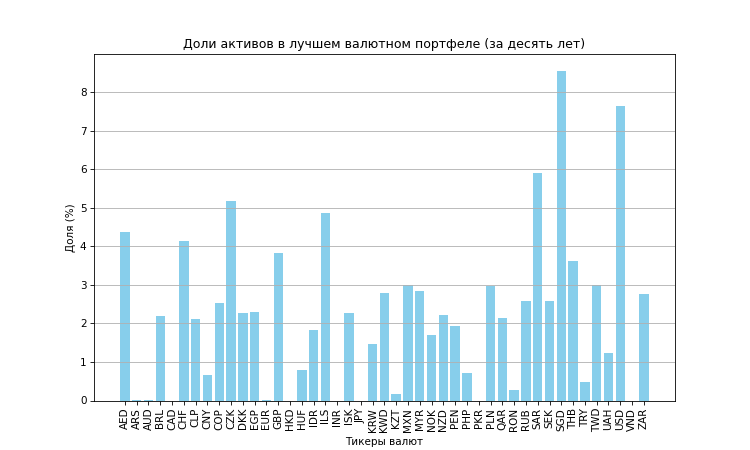 Доли активов в лучшем валютном портфеле (за десять лет)
Доля (%)
8
7
6
5
4
3
2
1
0
AED ARS AUD BRL CAD CHF CLP CNY COP CZK DKK EGP EUR GBP HKD HUF IDR ILS INR ISK JPY KRW KWD KZT MXN MYR NOK NZD PEN PHP PKR PLN QAR RON RUB SAR SEK SGD THB TRY TWD UAH USD VND ZAR
Тикеры валют